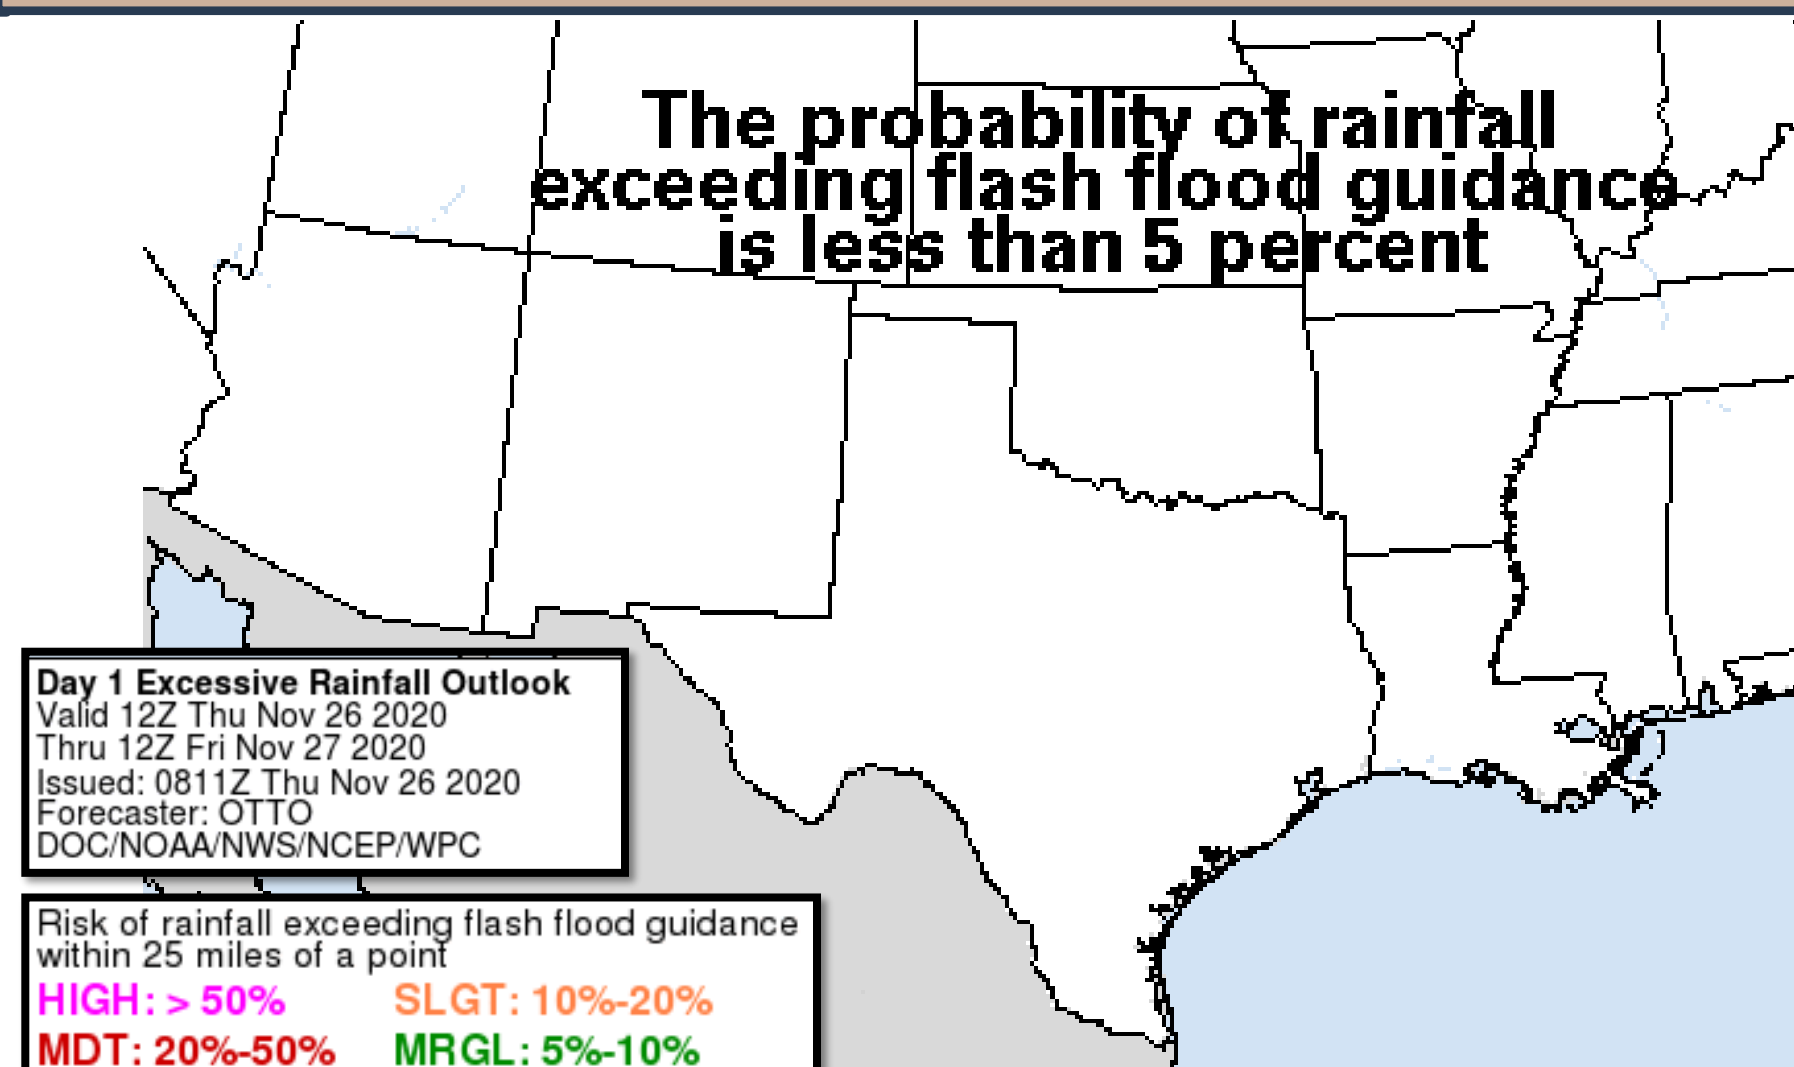 The probability of rainfall
exceeding flash flood guidance
is less than 5 percent
Day 1 Excessive Rainfall Outlook
Valid 12Z Thu Nov 26 2020
Thru 12Z Fri Nov 27 2020
Issued: 0811Z Thu Nov 26 2020
Forecaster: OTTO
DOC/NOAA/NWS/NCEP/WPC
Risk of rainfall exceeding flash flood guidance
within 25 miles of a point
HIGH: > 50% SLGT: 10%-20%
MDT: 20%-50% MRGL: 5%-10%